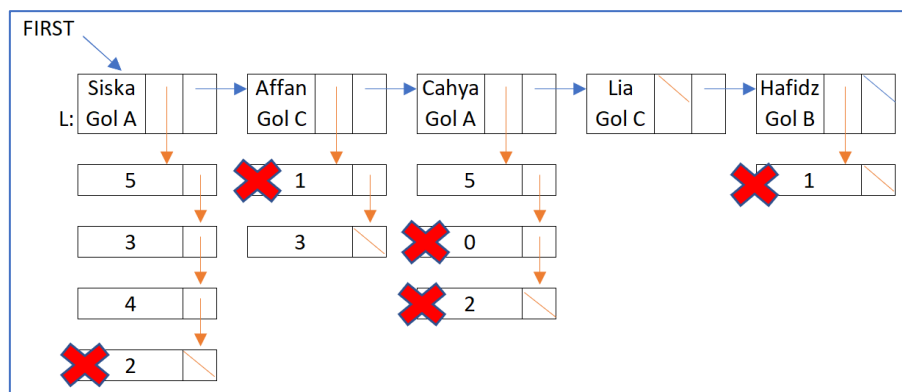 FIRST
Siska Affan Cahya Lia Hafidz
L: Gol A Gol C Gol A Gol C Gol B
5 1 5 1
3 3 0
4 2
2